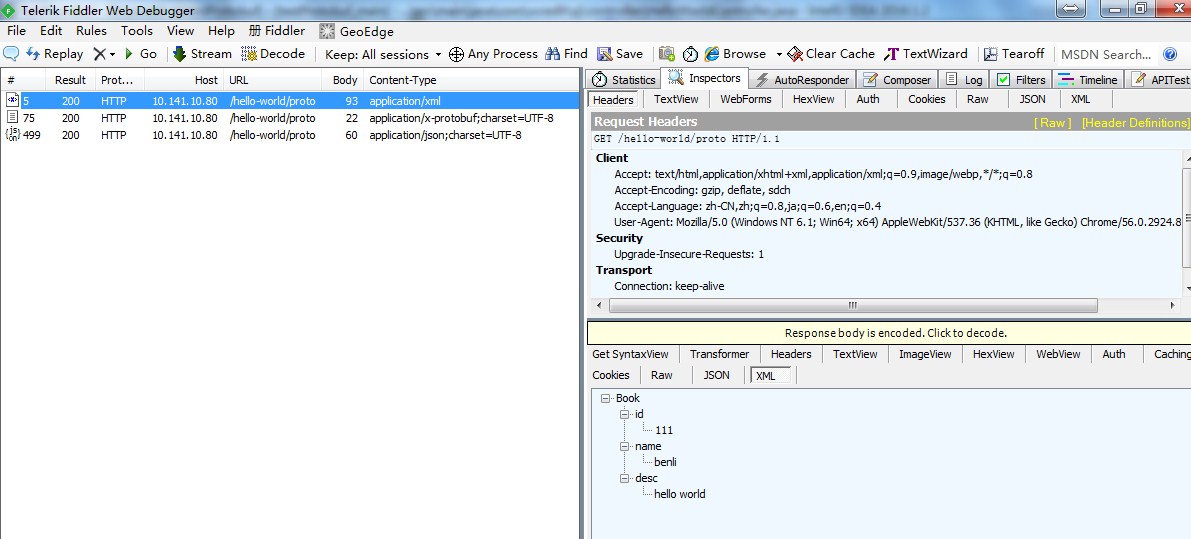 Telerik Fiddler Web Debugger
File Edit Rules Tools View Help Fiddler GeoEdge
Replay Go Stream Decode Keep: All sessions Any Process Find Save Browse Clear Cache TextWizard Tearoff MSDN Search...
# Result Prot... Host URL Body Content-Type
5 200 HTTP 10.141.10.80 /hello-world/proto 93 application/xml
75 200 HTTP 10.141.10.80 /hello-world/proto 22 application/x-protobuf;charset=UTF-8
499 200 HTTP 10.141.10.80 /hello-world/proto 60 application/json;charset=UTF-8
Statistics Inspectors AutoResponder Composer Log Filters Timeline APITest
Headers TextView WebForms HexView Auth Cookies Raw JSON XML
Request Headers [ Raw ] [Header Definitions]
GET /hello-world/proto HTTP/1.1
Client
Accept: text/html,application/xhtml+xml,application/xml;q=0.9,image/webp,*/*;q=0.8
Accept-Encoding: gzip, deflate, sdch
Accept-Language: zh-CN,zh;q=0.8,ja;q=0.6,en;q=0.4
User-Agent: Mozilla/5.0 (Windows NT 6.1; Win64; x64) AppleWebKit/537.36 (KHTML, like Gecko) Chrome/56.0.2924.8
Security
Upgrade-Insecure-Requests: 1
Transport
Connection: keep-alive
Response body is encoded. Click to decode.
Get SyntaxView Transformer Headers TextView ImageView HexView WebView Auth Caching
Cookies Raw JSON XML
Book
id
111
name
benli
desc
hello world